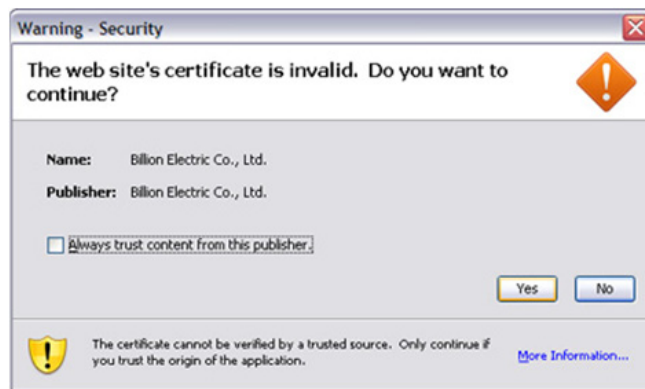 Warning - Security
The web site's certificate is invalid. Do you want to
continue?
Name: Billion Electric Co., Ltd.
Publisher: Billion Electric Co., Ltd.
Always trust content from this publisher.
Yes No
The certificate cannot be verified by a trusted source. Only continue if
you trust the origin of the application.
More Information...